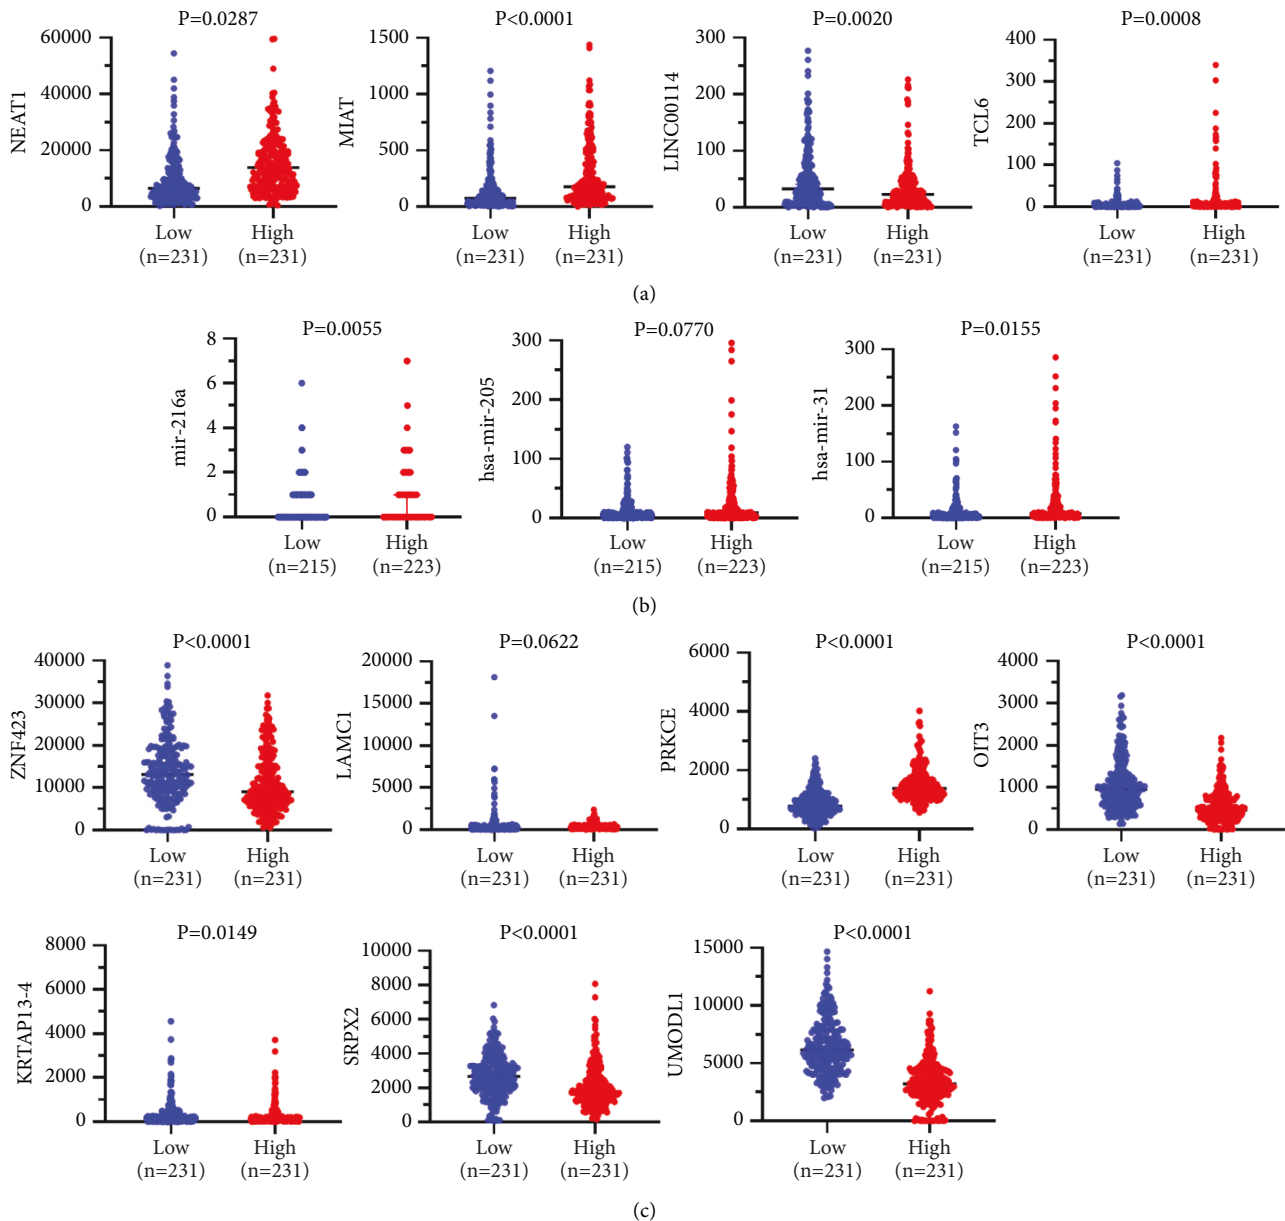 P=0.0287
P<0.0001
P=0.0020
P=0.0008
NEAT1
60000
40000
20000
0
Low
(n=231)
High
(n=231)
MIAT
1500
1000
500
0
Low
(n=231)
High
(n=231)
LINC00114
300
200
100
0
Low
(n=231)
High
(n=231)
TCL6
400
300
200
100
0
Low
(n=231)
High
(n=231)
(a)
P=0.0055
P=0.0770
P=0.0155
mir-216a
8
6
4
2
0
Low
(n=215)
High
(n=223)
hsa-mir-205
300
200
100
0
Low
(n=215)
High
(n=223)
hsa-mir-31
300
200
100
0
Low
(n=215)
High
(n=223)
(b)
P<0.0001
P=0.0622
P<0.0001
P<0.0001
ZNF423
40000
30000
20000
10000
0
Low
(n=231)
High
(n=231)
LAMC1
20000
15000
10000
5000
0
Low
(n=231)
High
(n=231)
PRKCE
6000
4000
2000
0
Low
(n=231)
High
(n=231)
OIT3
4000
3000
2000
1000
0
Low
(n=231)
High
(n=231)
P=0.0149
P<0.0001
P<0.0001
KRTAP13-4
8000
6000
4000
2000
0
Low
(n=231)
High
(n=231)
SRPX2
10000
8000
6000
4000
2000
0
Low
(n=231)
High
(n=231)
UMODL1
15000
10000
5000
0
Low
(n=231)
High
(n=231)
(c)